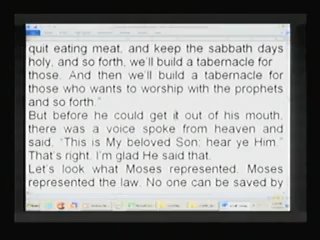 quit eating meat, and keep the sabbath days
holy, and so forth, we'll build a tabernacle for
those. And then we'll build a tabernacle for
those who wants to worship with the prophets
and so forth."
But before he could get it out of his mouth,
there was a voice spoke from heaven and
said, "This is My beloved Son; hear ye Him."
That's right. I'm glad He said that.
Let's look what Moses represented. Moses
represented the law. No one can be saved by